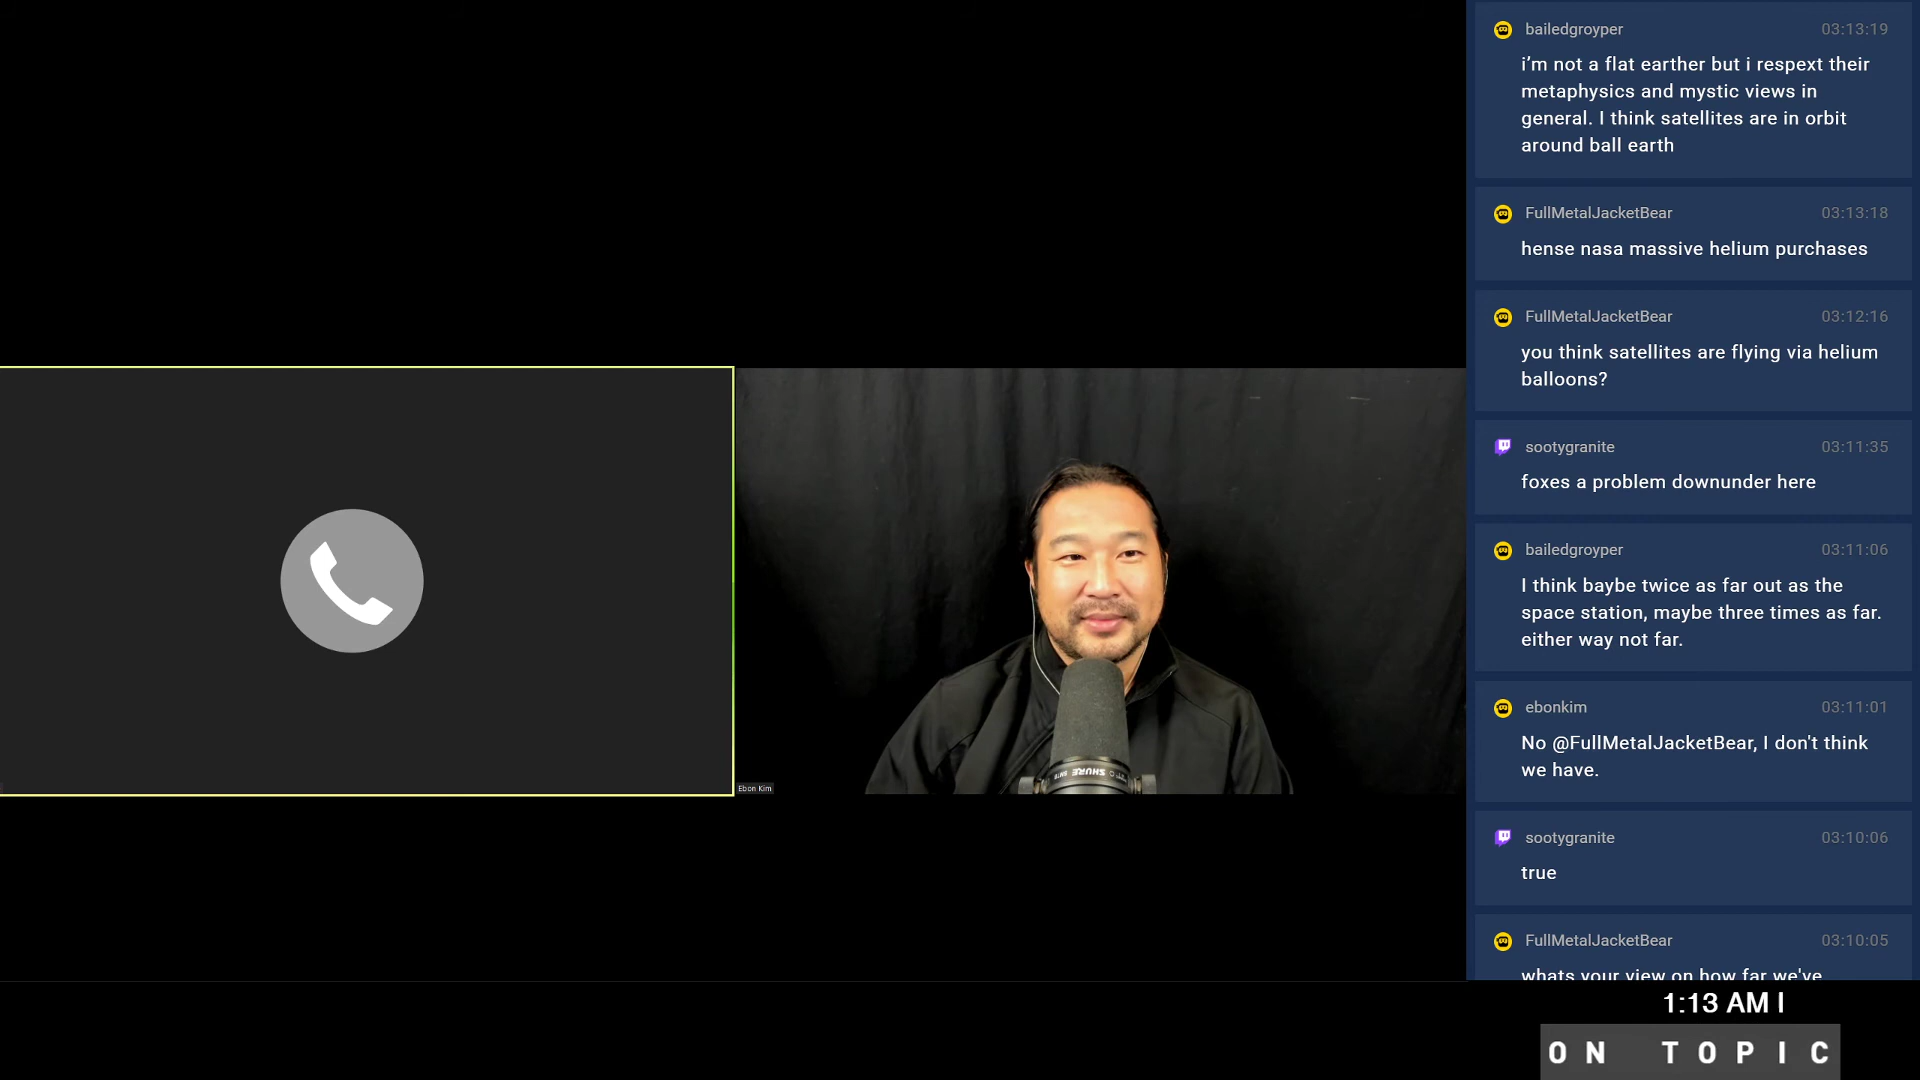 Ebon Kim
SHURE
bailedgroyper 03:13:19
i’m not a flat earther but i respext their
metaphysics and mystic views in
general. I think satellites are in orbit
around ball earth
FullMetalJacketBear 03:13:18
hense nasa massive helium purchases
FullMetalJacketBear 03:12:16
you think satellites are flying via helium
balloons?
sootygranite 03:11:35
foxes a problem downunder here
bailedgroyper 03:11:06
I think baybe twice as far out as the
space station, maybe three times as far.
either way not far.
ebonkim 03:11:01
No @FullMetalJacketBear, I don't think
we have.
sootygranite 03:10:06
true
FullMetalJacketBear 03:10:05
whats your view on how far we've
1:13 AM |
ON TOPIC